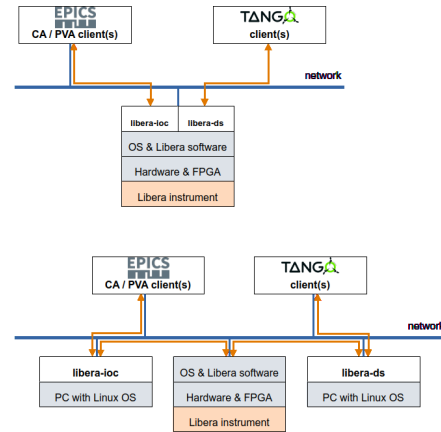 EPICS
CA / PVA client(s)
TANGO
client(s)
network
libera-ioc
libera-ds
OS & Libera software
Hardware & FPGA
Libera instrument
EPICS
CA / PVA client(s)
TANGO
client(s)
network
libera-ioc
PC with Linux OS
OS & Libera software
Hardware & FPGA
Libera instrument
libera-ds
PC with Linux OS